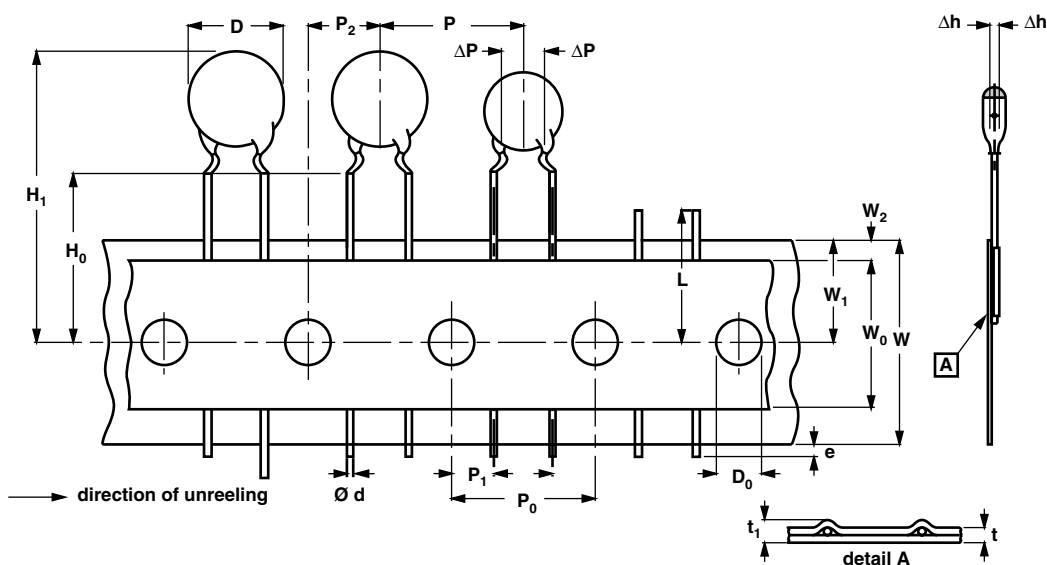 D
P2
P
ΔP
ΔP
Δh
Δh
H1
H0
W2
L
W1
W0
W
A
e
P1
D0
direction of unreeling
Ø d
P0
t1
t
detail A